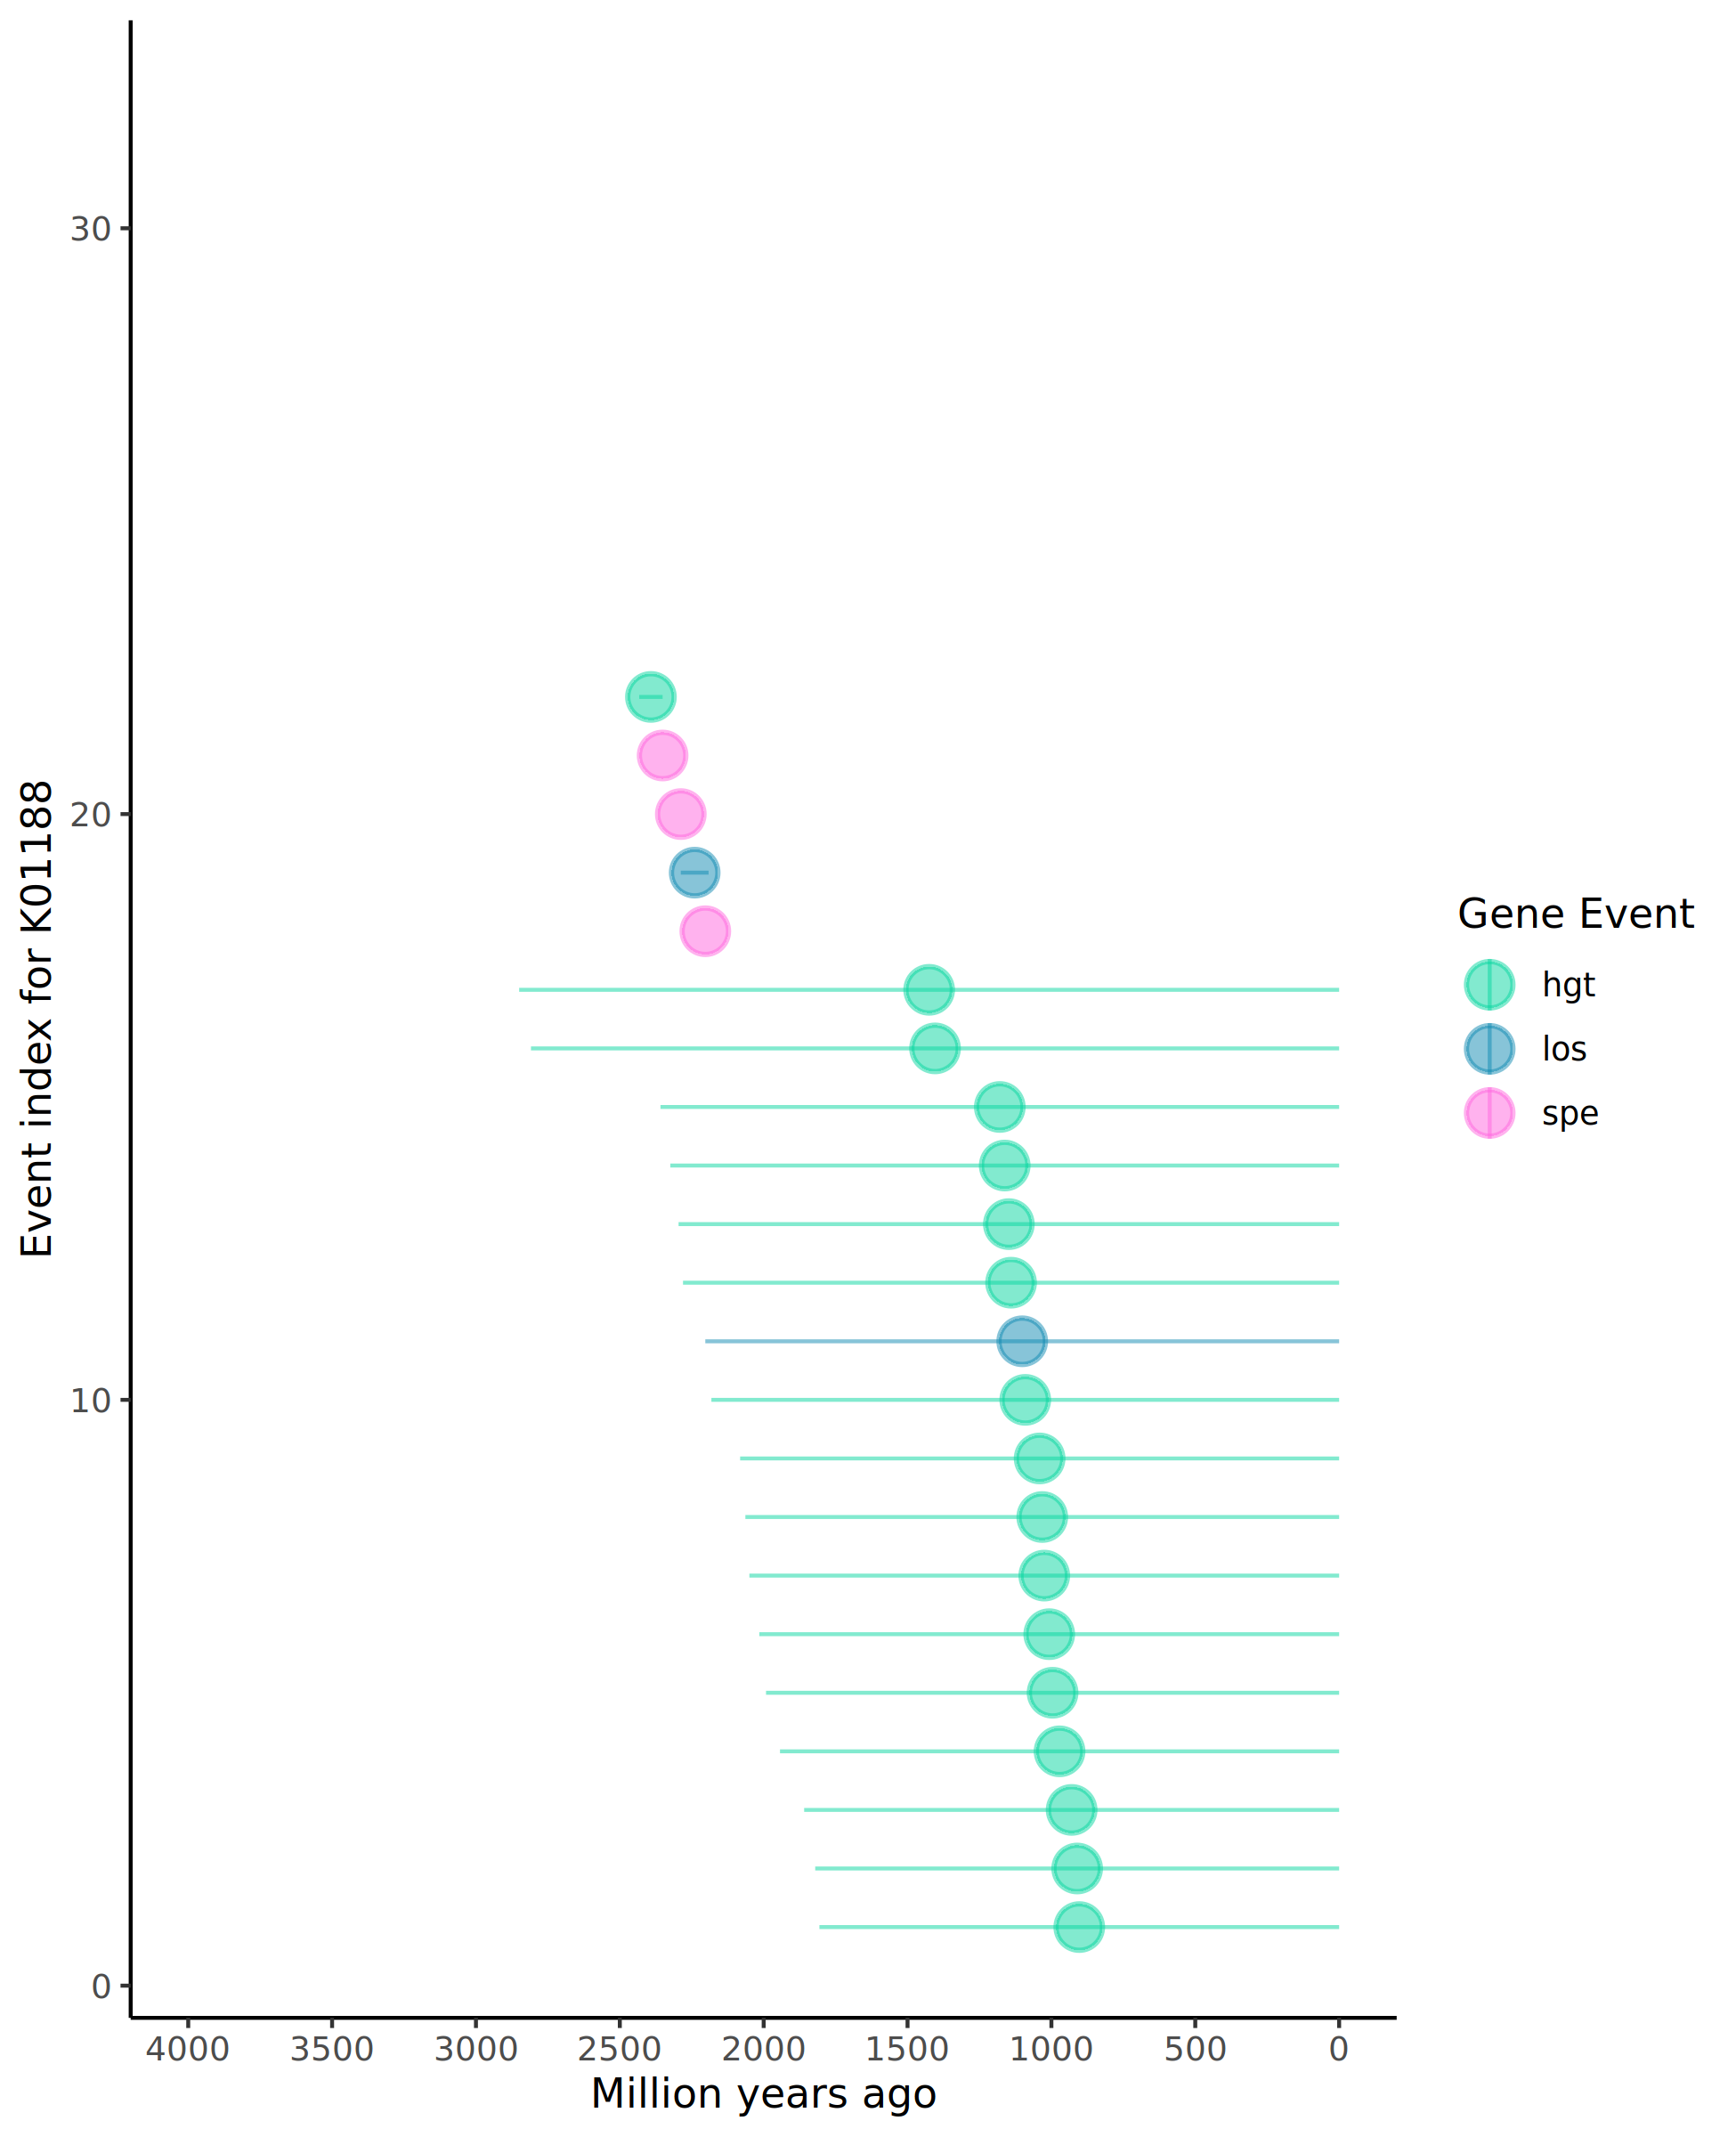 Event index for K01188
30
20
10
0
4000 3500 3000 2500 2000 1500 1000 500 0
Million years ago
Gene Event
hgt
los
spe